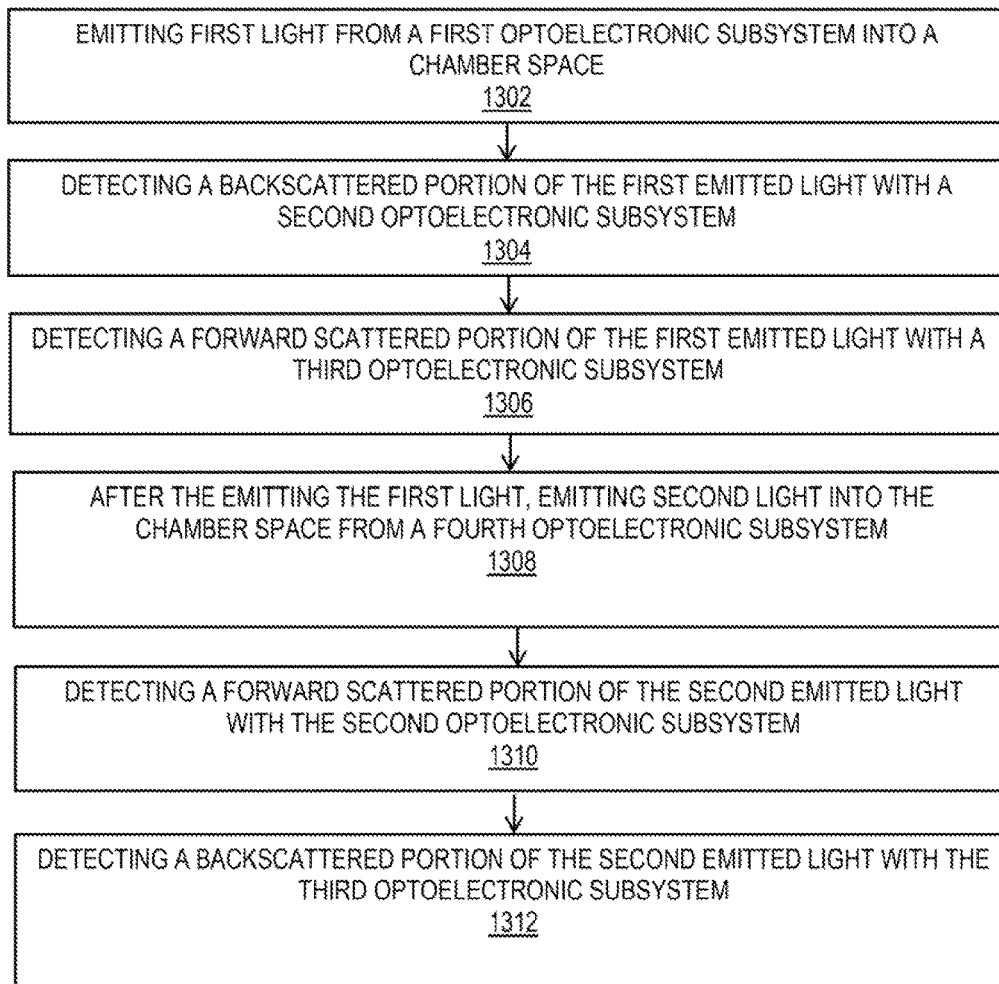 EMITTING FIRST LIGHT FROM A FIRST OPTOELECTRONIC SUBSYSTEM INTO A
CHAMBER SPACE
1302
DETECTING A BACKSCATTERED PORTION OF THE FIRST EMITTED LIGHT WITH A
SECOND OPTOELECTRONIC SUBSYSTEM
1304
DETECTING A FORWARD SCATTERED PORTION OF THE FIRST EMITTED LIGHT WITH A
THIRD OPTOELECTRONIC SUBSYSTEM
1306
AFTER THE EMITTING THE FIRST LIGHT, EMITTING SECOND LIGHT INTO THE
CHAMBER SPACE FROM A FOURTH OPTOELECTRONIC SUBSYSTEM
1308
DETECTING A FORWARD SCATTERED PORTION OF THE SECOND EMITTED LIGHT
WITH THE SECOND OPTOELECTRONIC SUBSYSTEM
1310
DETECTING A BACKSCATTERED PORTION OF THE SECOND EMITTED LIGHT WITH THE
THIRD OPTOELECTRONIC SUBSYSTEM
1312